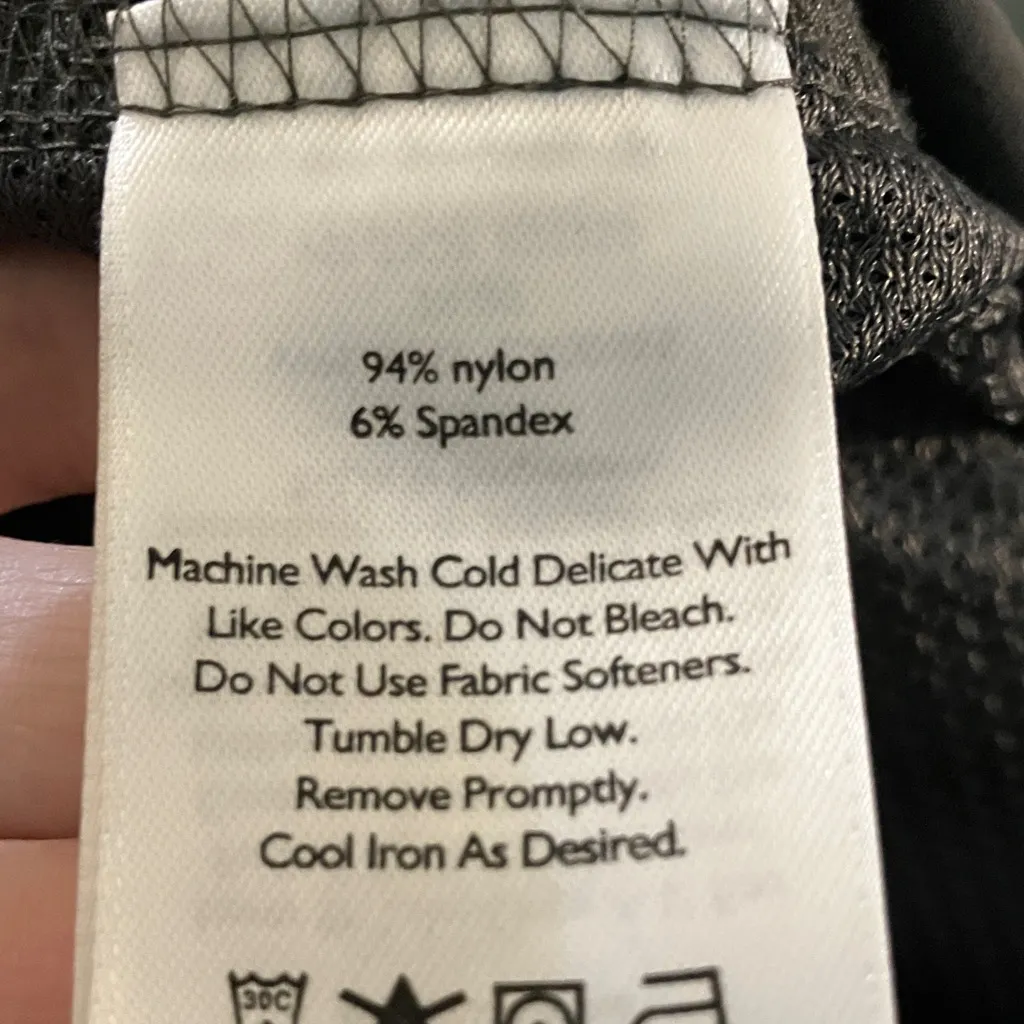 94% nylon
6% Spandex
Machine Wash Cold Delicate With
Like Colors. Do Not Bleach.
Do Not Use Fabric Softeners.
Tumble Dry Low.
Remove Promptly.
Cool Iron As Desired.
30C